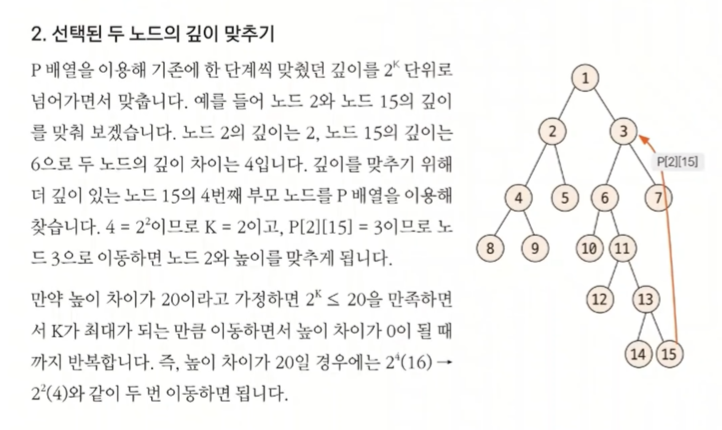 2. 선택된 두 노드의 깊이 맞추기
P 배열을 이용해 기존에 한 단계씩 맞췄던 깊이를 2ᴷ 단위로
넘어가면서 맞춥니다. 예를 들어 노드 2와 노드 15의 깊이
를 맞춰 보겠습니다. 노드 2의 깊이는 2, 노드 15의 깊이는
6으로 두 노드의 깊이 차이는 4입니다. 깊이를 맞추기 위해
더 깊이 있는 노드 15의 4번째 부모 노드를 P 배열을 이용해
찾습니다. 4 = 2²이므로 K = 2이고, P[2][15] = 3이므로 노
드 3으로 이동하면 노드 2와 높이를 맞추게 됩니다.
만약 높이 차이가 20이라고 가정하면 2ᴷ ≤ 20을 만족하면
서 K가 최대가 되는 만큼 이동하면서 높이 차이가 0이 될 때
까지 반복합니다. 즉, 높이 차이가 20일 경우에는 2⁴(16) →
2²(4)와 같이 두 번 이동하면 됩니다.
1
2 3
P[2][15]
4 5 6 7
8 9 10 11
12 13
14 15